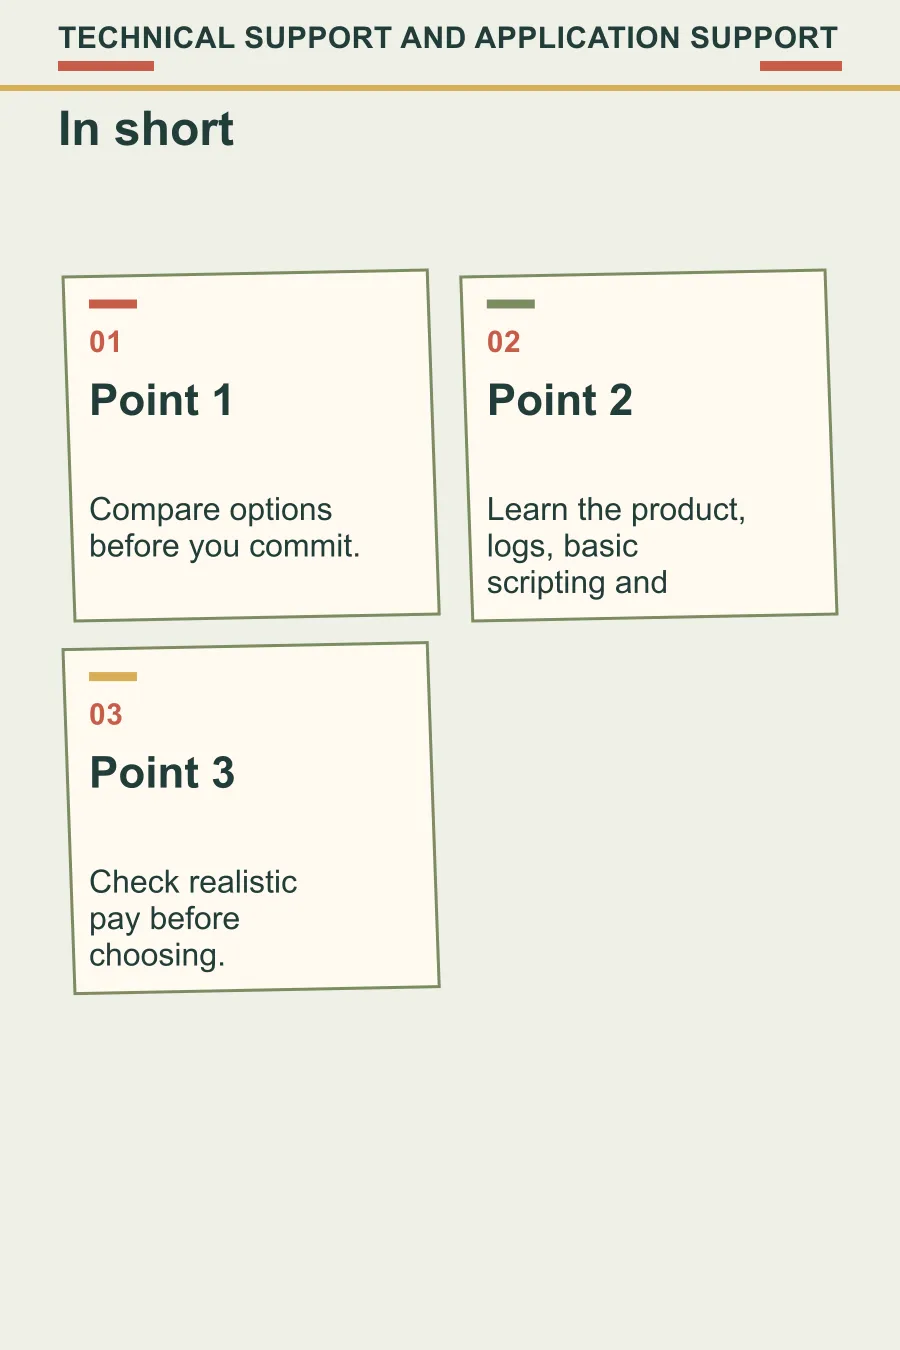 TECHNICAL SUPPORT AND APPLICATION SUPPORT
In short
01
Point 1
Compare options
before you commit.
02
Point 2
Learn the product,
logs, basic
scripting and
03
Point 3
Check realistic
pay before
choosing.